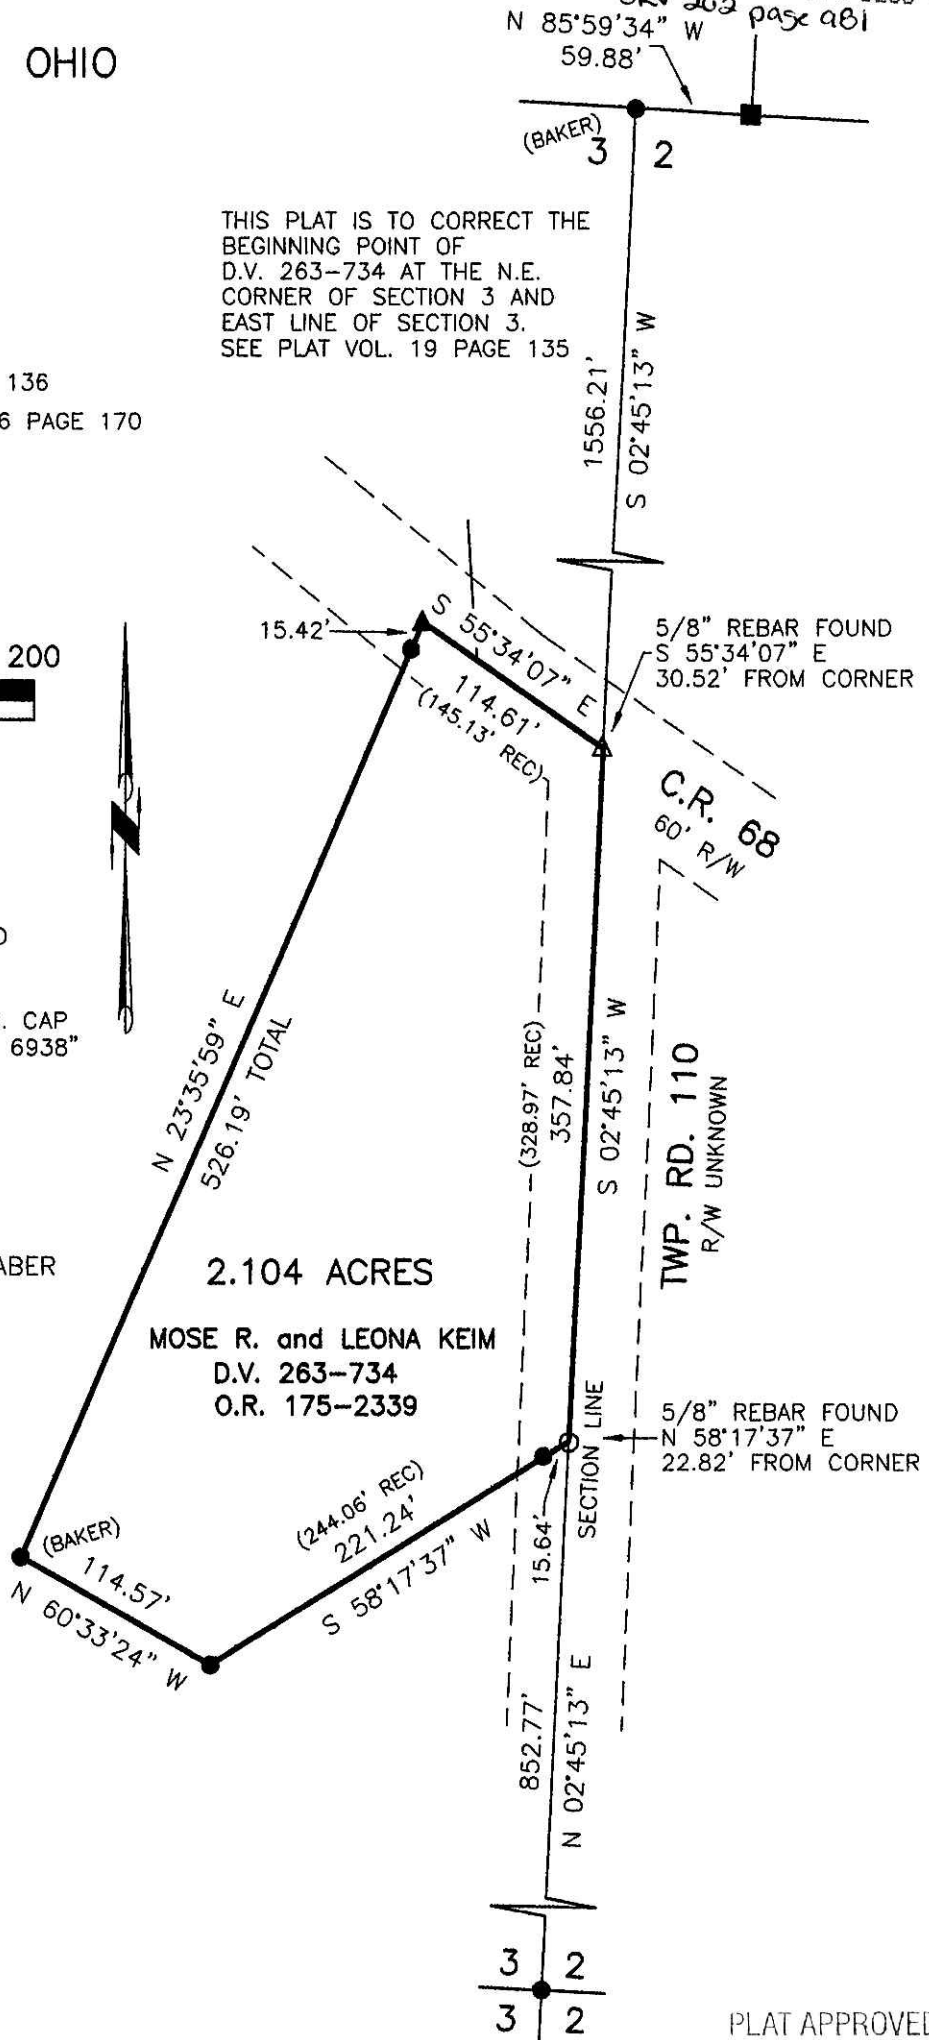 page 981
N 85°59'34" W
59.88'
OHIO
(BAKER)
3 2
THIS PLAT IS TO CORRECT THE
BEGINNING POINT OF
D.V. 263-734 AT THE N.E.
CORNER OF SECTION 3 AND
EAST LINE OF SECTION 3.
SEE PLAT VOL. 19 PAGE 135
136
6 PAGE 170
1556.21'
S 02°45'13" W
15.42'
S 55°34'07" E
114.61'
(145.13' REC)
5/8" REBAR FOUND
S 55°34'07" E
30.52' FROM CORNER
200
C.R. 68
60' R/W
CAP
6938"
N 23°35'59" E
526.19' TOTAL
(328.97' REC)
357.84'
S 02°45'13" W
TWP. RD. 110
R/W UNKNOWN
ABER
2.104 ACRES
MOSE R. and LEONA KEIM
D.V. 263-734
O.R. 175-2339
5/8" REBAR FOUND
N 58°17'37" E
22.82' FROM CORNER
SECTION LINE
15.64'
(244.06' REC)
221.24'
S 58°17'37" W
(BAKER)
114.57'
N 60°33'24" W
852.77'
N 02°45'13" E
3 2
3 2
PLAT APPROVED